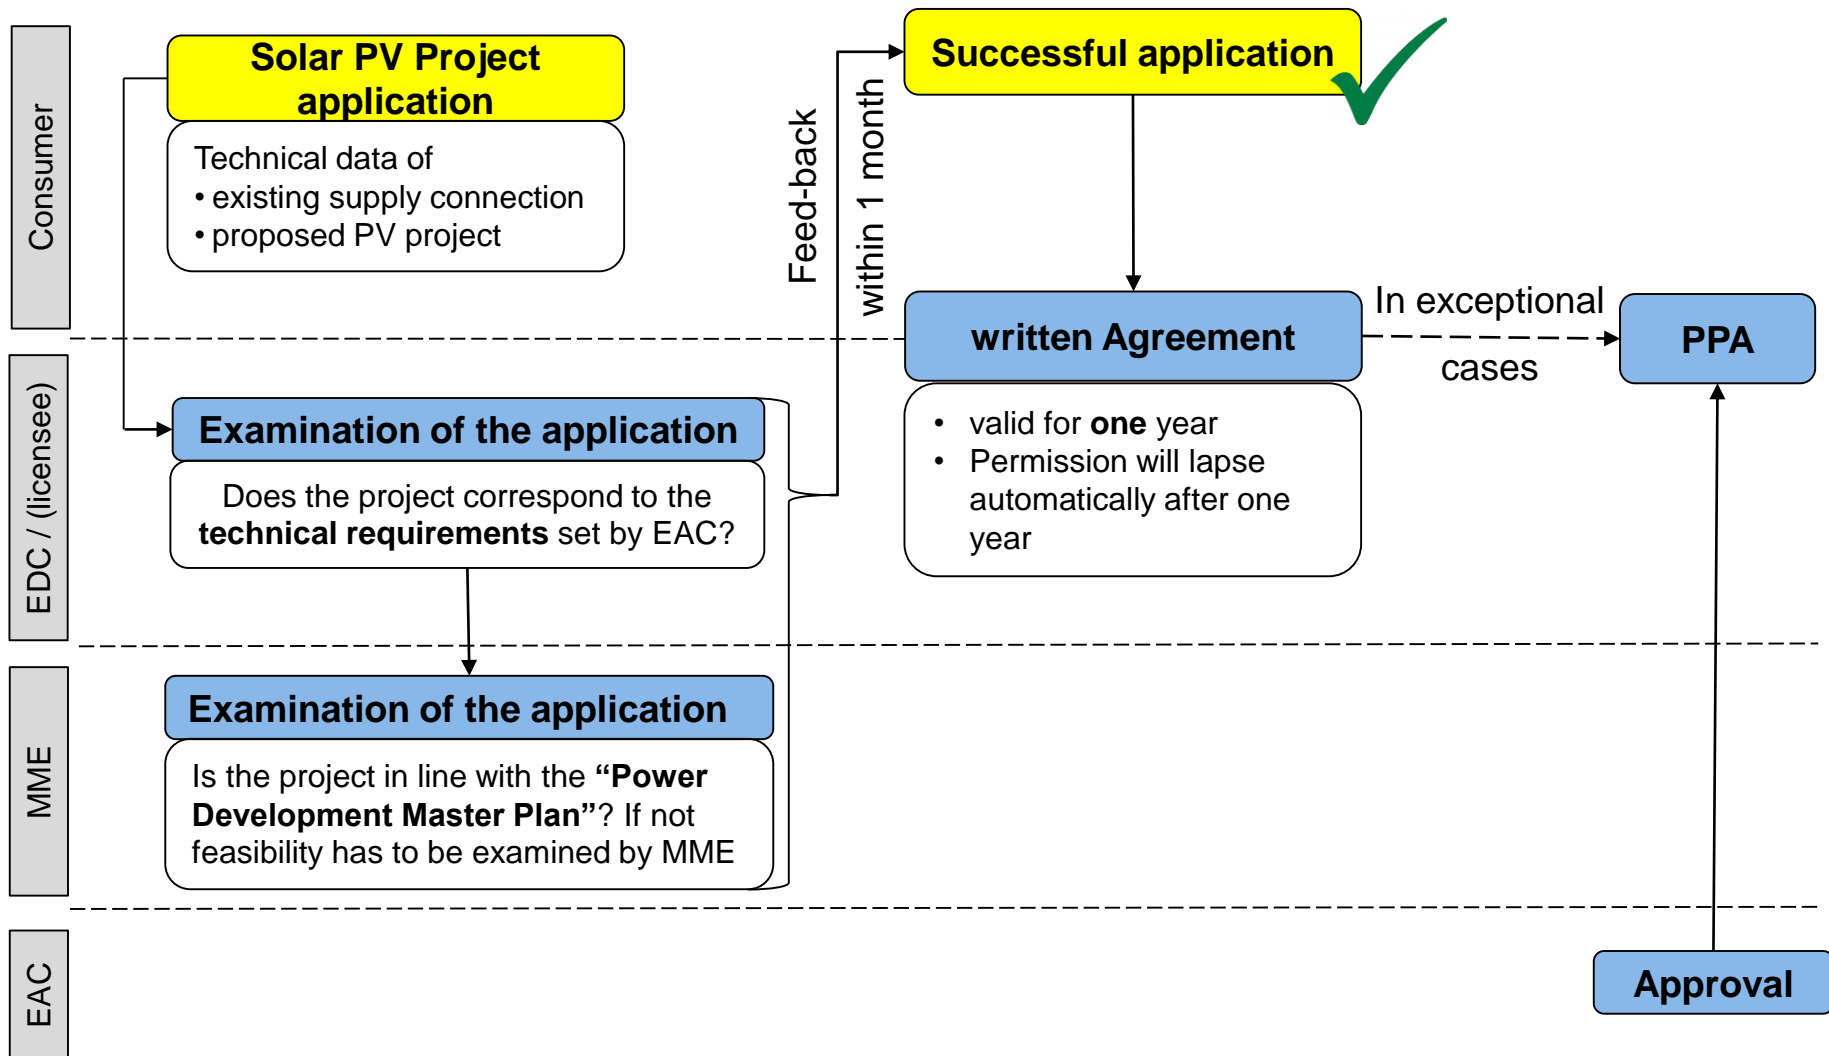 Consumer
Solar PV Project
application
Technical data of
• existing supply connection
• proposed PV project
Feed-back
within 1 month
Successful application
written Agreement
• valid for one year
• Permission will lapse
automatically after one
year
In exceptional
cases
PPA
EDC / (licensee)
Examination of the application
Does the project correspond to the
technical requirements set by EAC?
MME
Examination of the application
Is the project in line with the “Power
Development Master Plan”? If not
feasibility has to be examined by MME
EAC
Approval